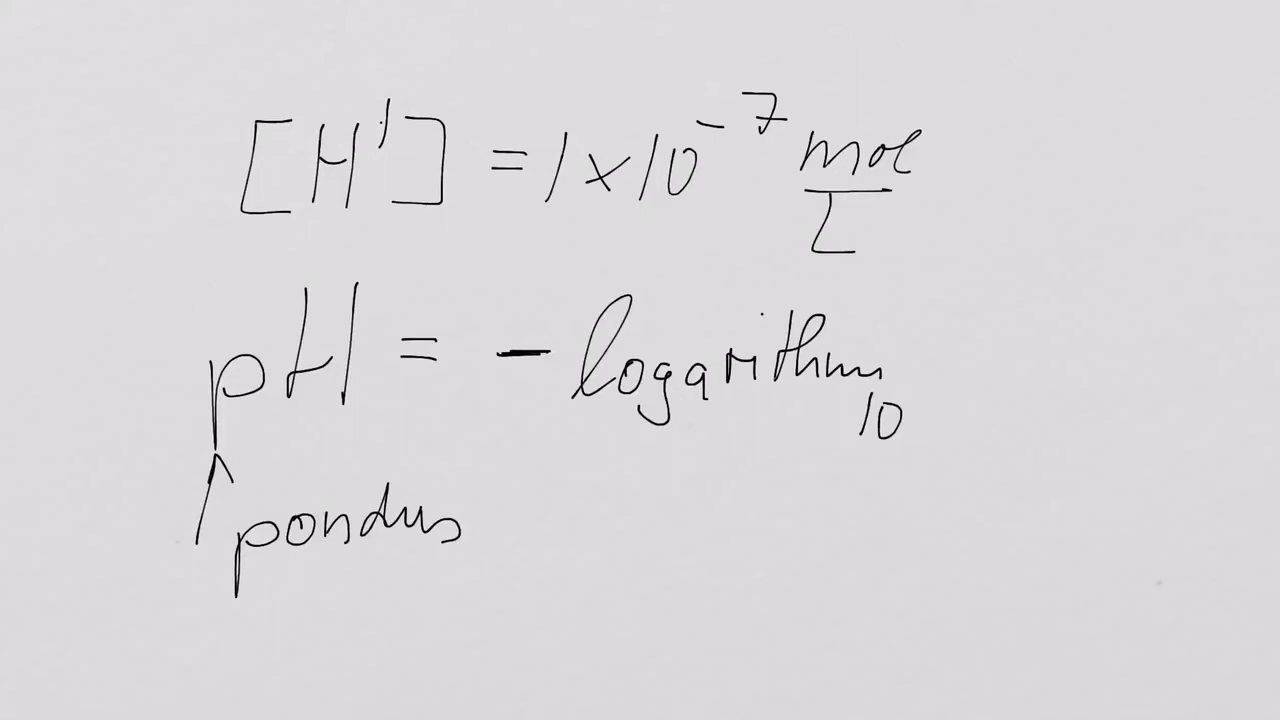 [H'] = 1 x 10⁻⁷ mol/L
pH = - logarithm₁₀
↑ pondus